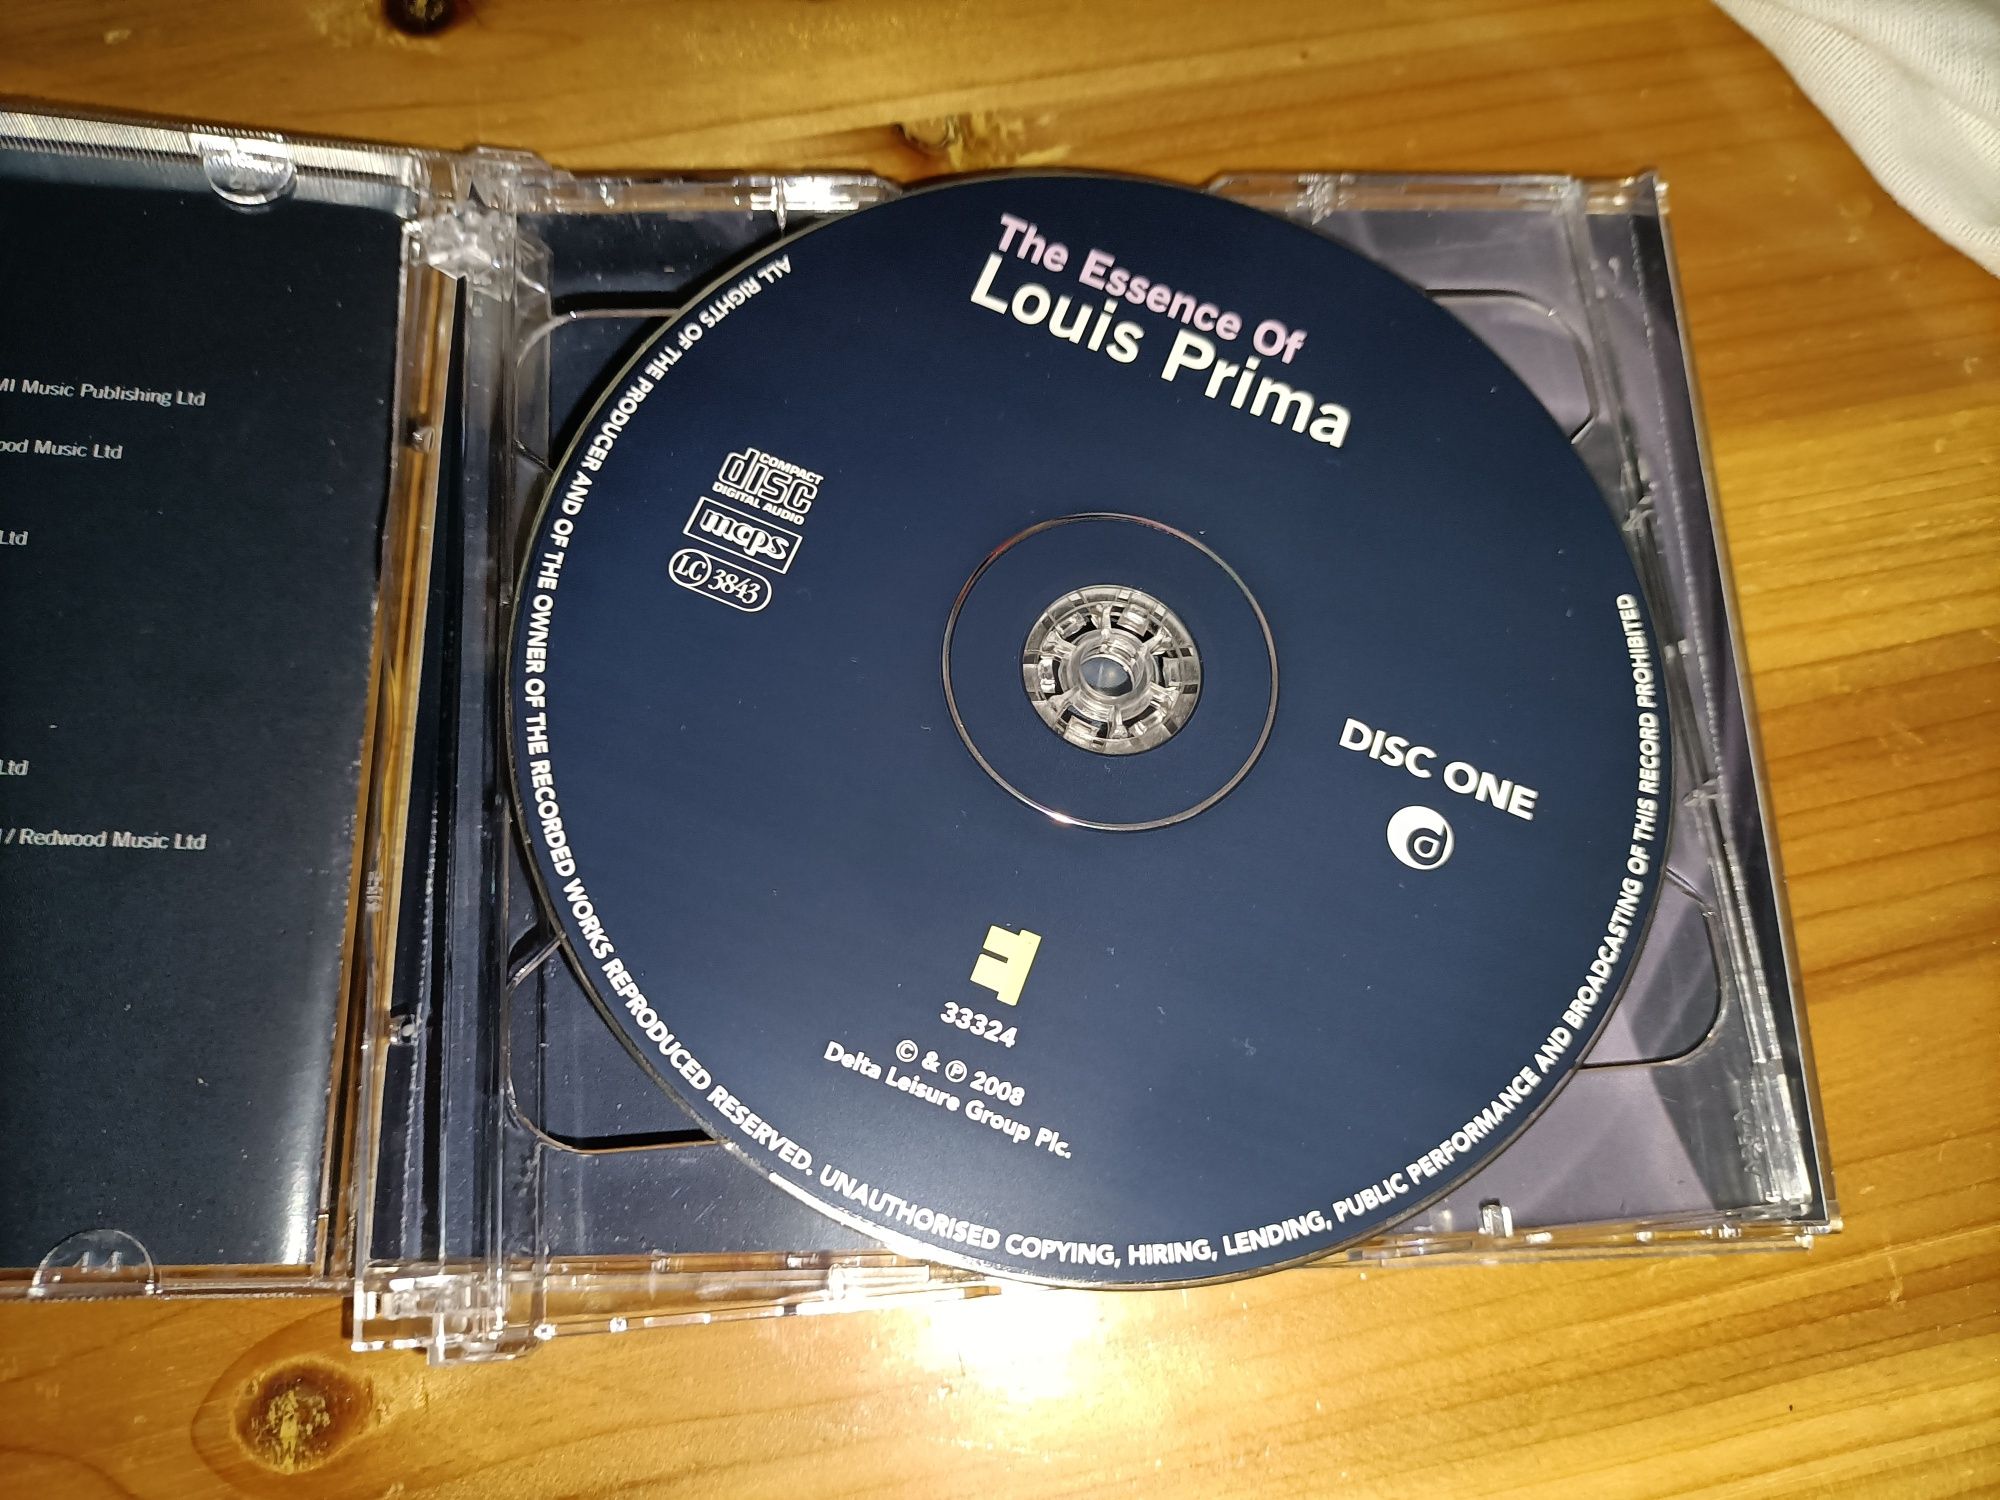 MI Music Publishing Ltd
Music Ltd
Ltd
Ltd
/ Redwood Music Ltd
The Essence Of
Louis Prima
COMPACT
disc
DIGITAL AUDIO
mcps
LC 3843
DISC ONE
d
33324
© & ℗ 2008
Delta Leisure Group Plc.
ALL RIGHTS OF THE PRODUCER AND OF THE OWNER OF THE RECORDED WORKS REPRODUCED RESERVED. UNAUTHORISED COPYING, HIRING, LENDING, PUBLIC PERFORMANCE AND BROADCASTING OF THIS RECORD PROHIBITED